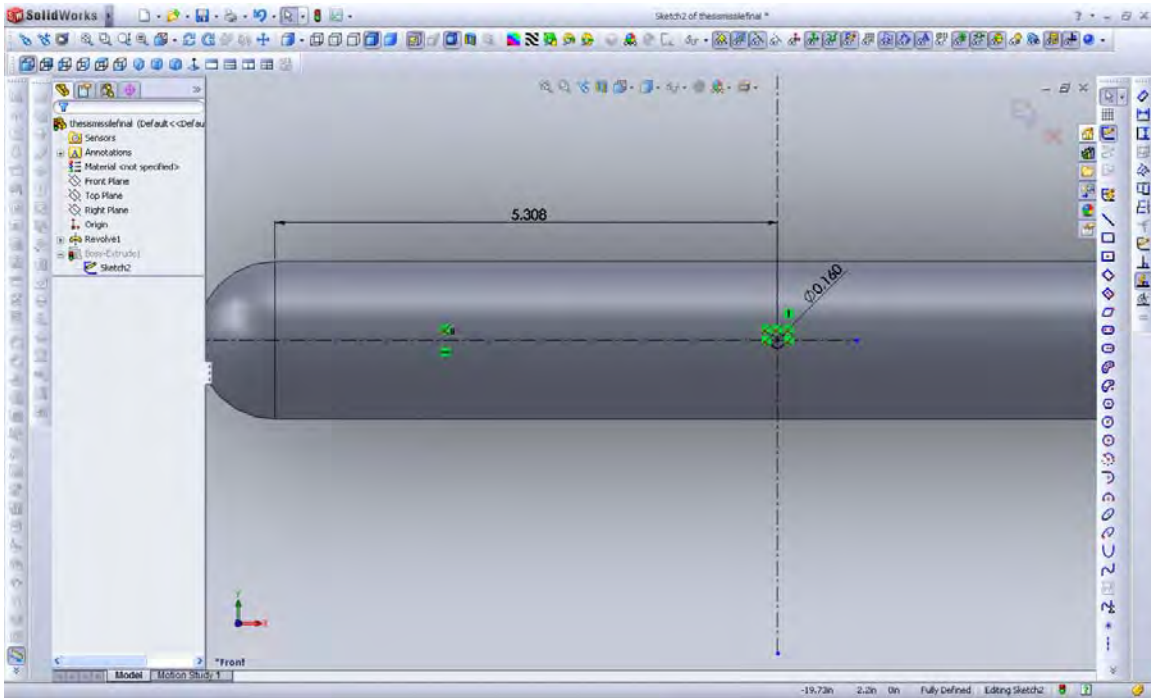 SolidWorks
Sketch2 of thesismissilefinal *
thesismissilefinal (Default<<Defau
Sensors
Annotations
Material <not specified>
Front Plane
Top Plane
Right Plane
Origin
Revolve1
Boss-Extrude1
Sketch2
5.308
Ø0.160
Y
X
*Front
Model
Motion Study 1
-19.73in
2.2in
0in
Fully Defined
Editing Sketch2